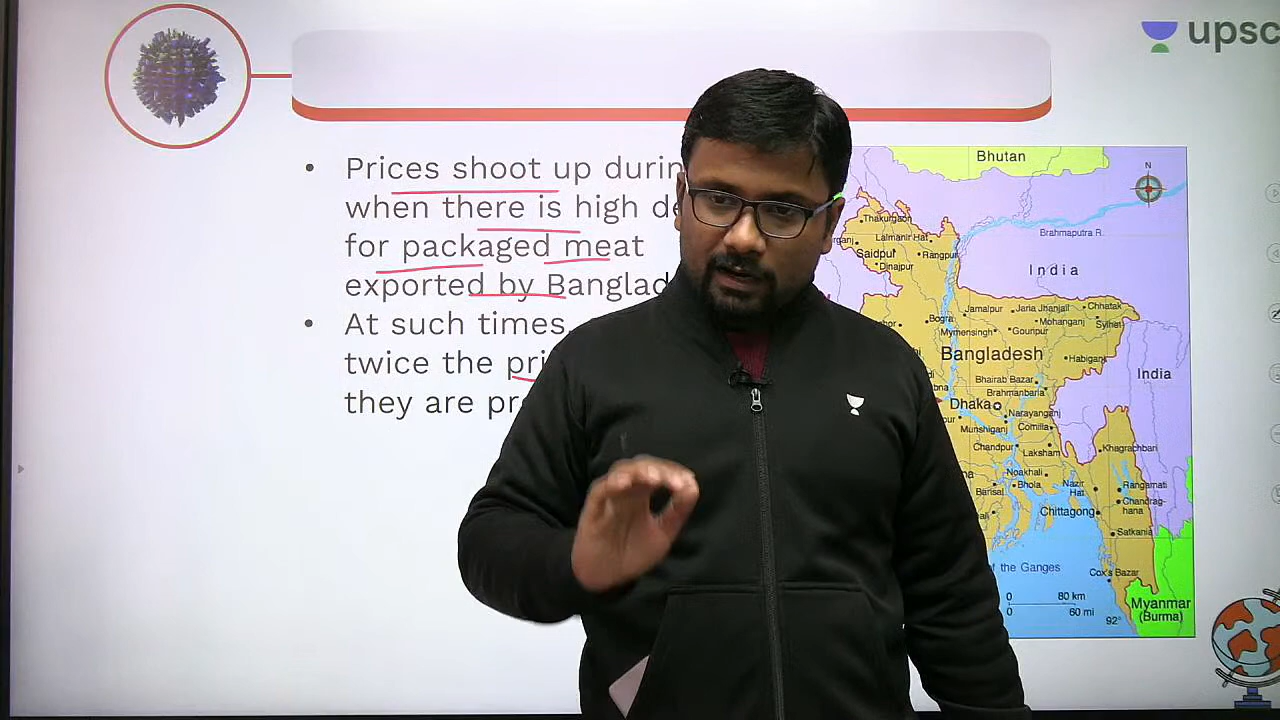 upsc
Prices shoot up durin
when there is high de
for packaged meat
exported by Banglad
At such times,
twice the pri
they are pr
Bhutan
N
Thakurgaon
Lalmanir Hat
Saidpur
Rangpur
Dinajpur
Brahmaputra R.
India
Jamalpur
Jaria Jhanjail
Chhatak
Bogra
Mohanganj
Sylhet
Mymensingh
Gouripur
Bangladesh
Habiganj
India
Bhairab Bazar
Brahmanbaria
Dhaka
Narayanganj
Munshiganj
Comilla
Chandpur
Laksham
Khagrachhari
Noakhali
Barisal
Bhola
Nazir
Hat
Rangamati
Chandrag-
hana
Chittagong
Satkania
of the Ganges
Cox's Bazar
0 80 km
0 60 mi
92°
Myanmar
(Burma)